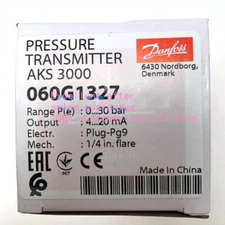 PRESSURE
TRANSMITTER
AKS 3000
Danfoss
6430 Nordborg,
Denmark
060G1327
Range P(e) : 0...30 bar
Output : 4...20 mA
Electr.: : Plug-Pg9
Mech. : 1/4 in. flare
EAC
CE
Made in China